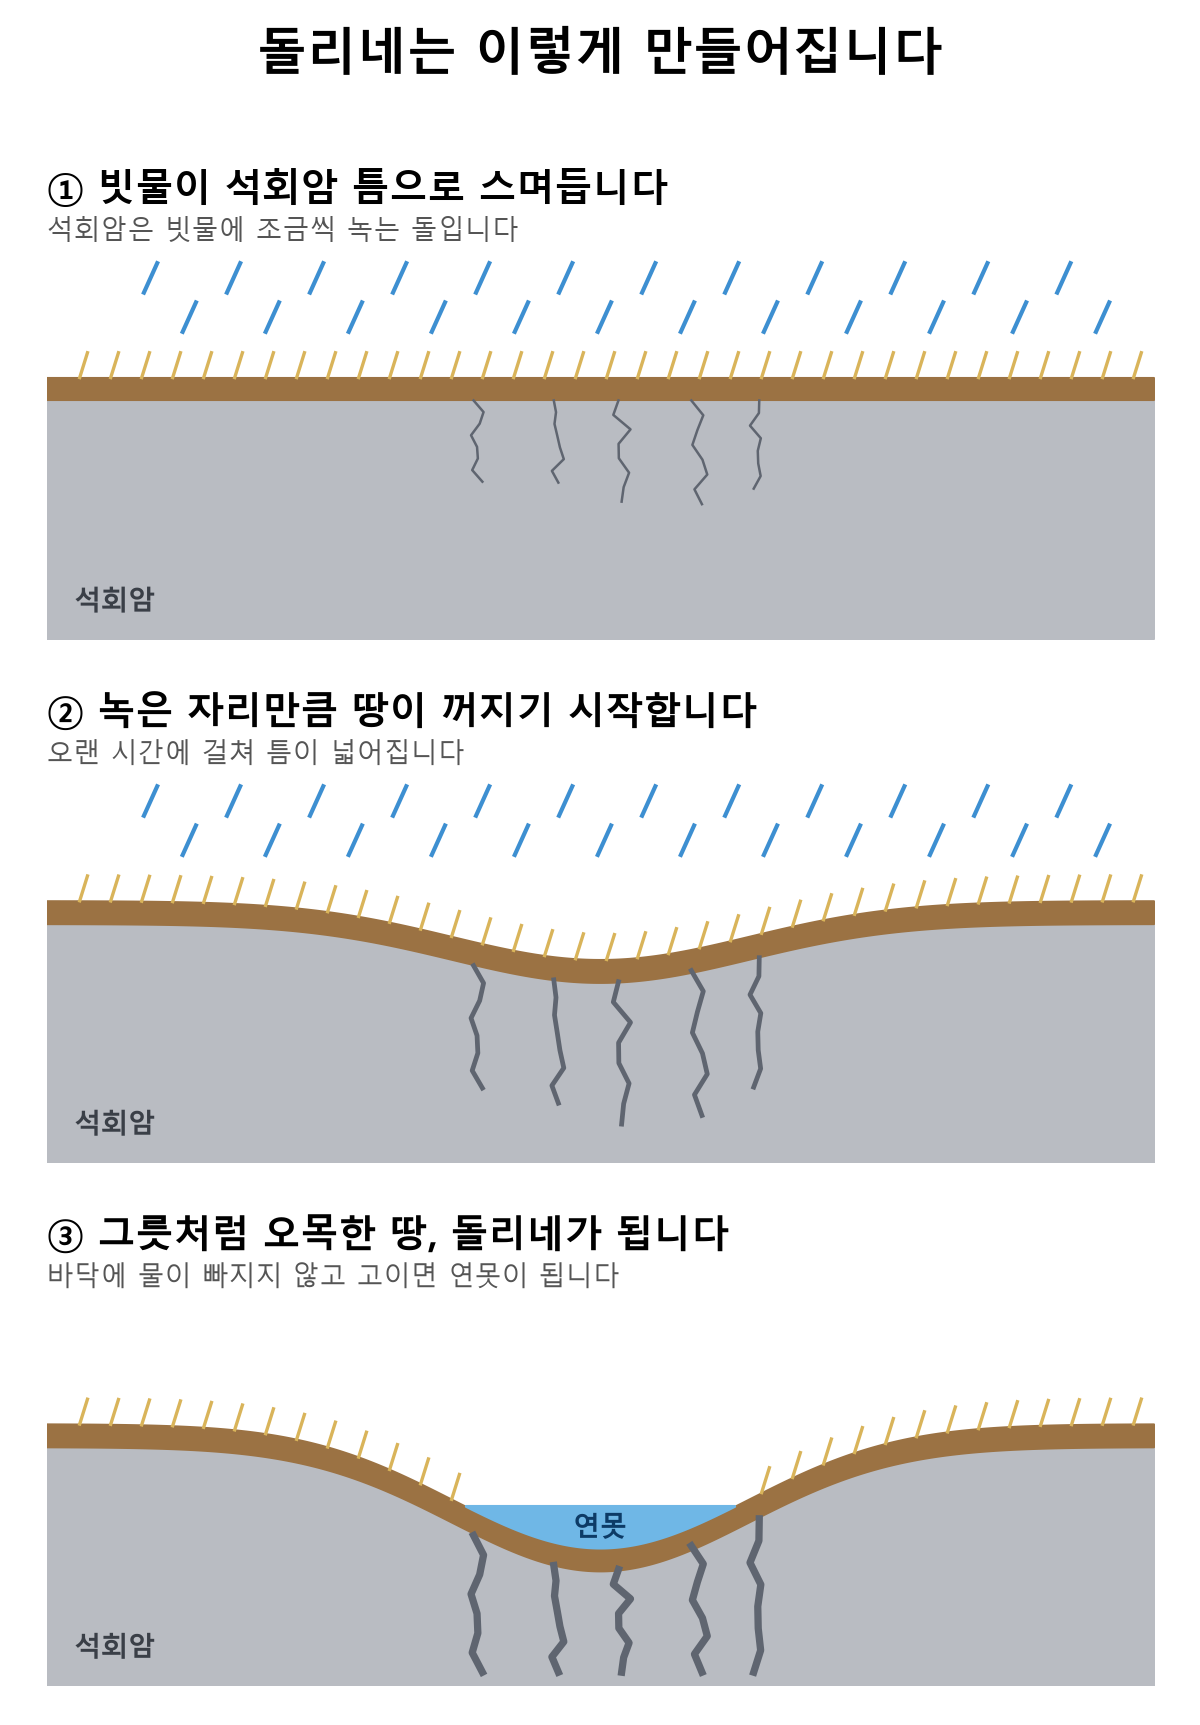 돌리네는 이렇게 만들어집니다
① 빗물이 석회암 틈으로 스며듭니다
석회암은 빗물에 조금씩 녹는 돌입니다
석회암
② 녹은 자리만큼 땅이 꺼지기 시작합니다
오랜 시간에 걸쳐 틈이 넓어집니다
석회암
③ 그릇처럼 오목한 땅, 돌리네가 됩니다
바닥에 물이 빠지지 않고 고이면 연못이 됩니다
연못
석회암